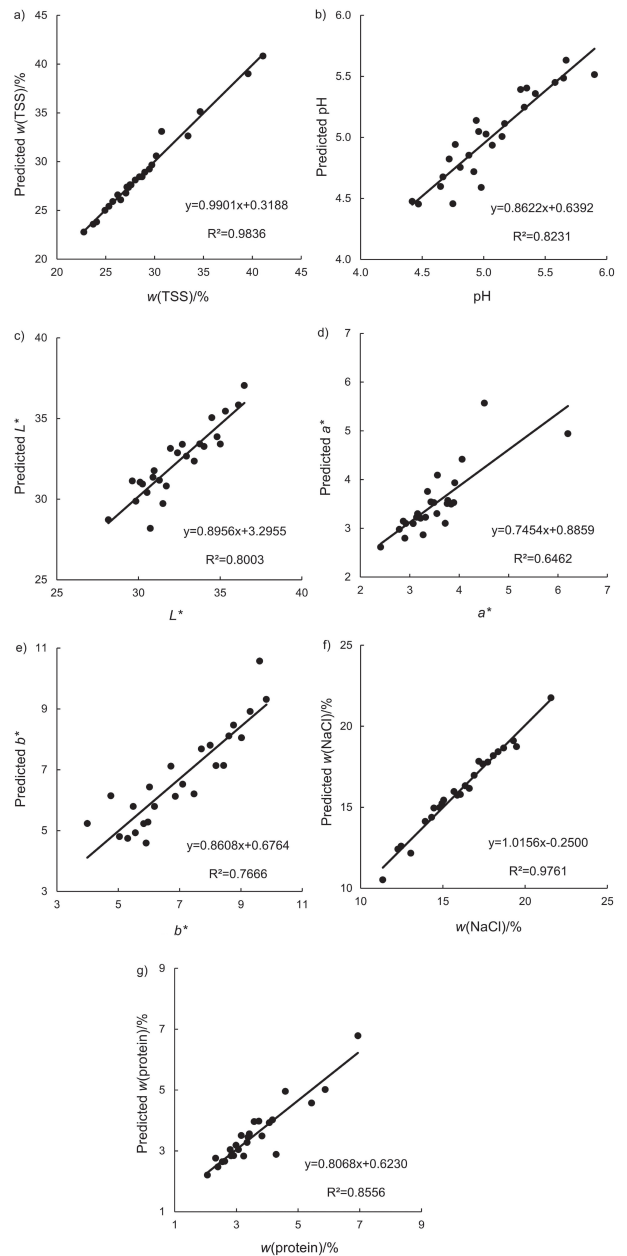 a)
Predicted w(TSS)/%
45
40
35
30
25
20
20 25 30 35 40 45
w(TSS)/%
y=0.9901x+0.3188
R²=0.9836
b)
Predicted pH
6.0
5.5
5.0
4.5
4.0
4.0 4.5 5.0 5.5 6.0
pH
y=0.8622x+0.6392
R²=0.8231
c)
Predicted L*
40
35
30
25
25 30 35 40
L*
y=0.8956x+3.2955
R²=0.8003
d)
Predicted a*
7
6
5
4
3
2
2 3 4 5 6 7
a*
y=0.7454x+0.8859
R²=0.6462
e)
Predicted b*
11
9
7
5
3
3 5 7 9 11
b*
y=0.8608x+0.6764
R²=0.7666
f)
Predicted w(NaCl)/%
25
20
15
10
10 15 20 25
w(NaCl)/%
y=1.0156x-0.2500
R²=0.9761
g)
Predicted w(protein)/%
9
7
5
3
1
1 3 5 7 9
w(protein)/%
y=0.8068x+0.6230
R²=0.8556